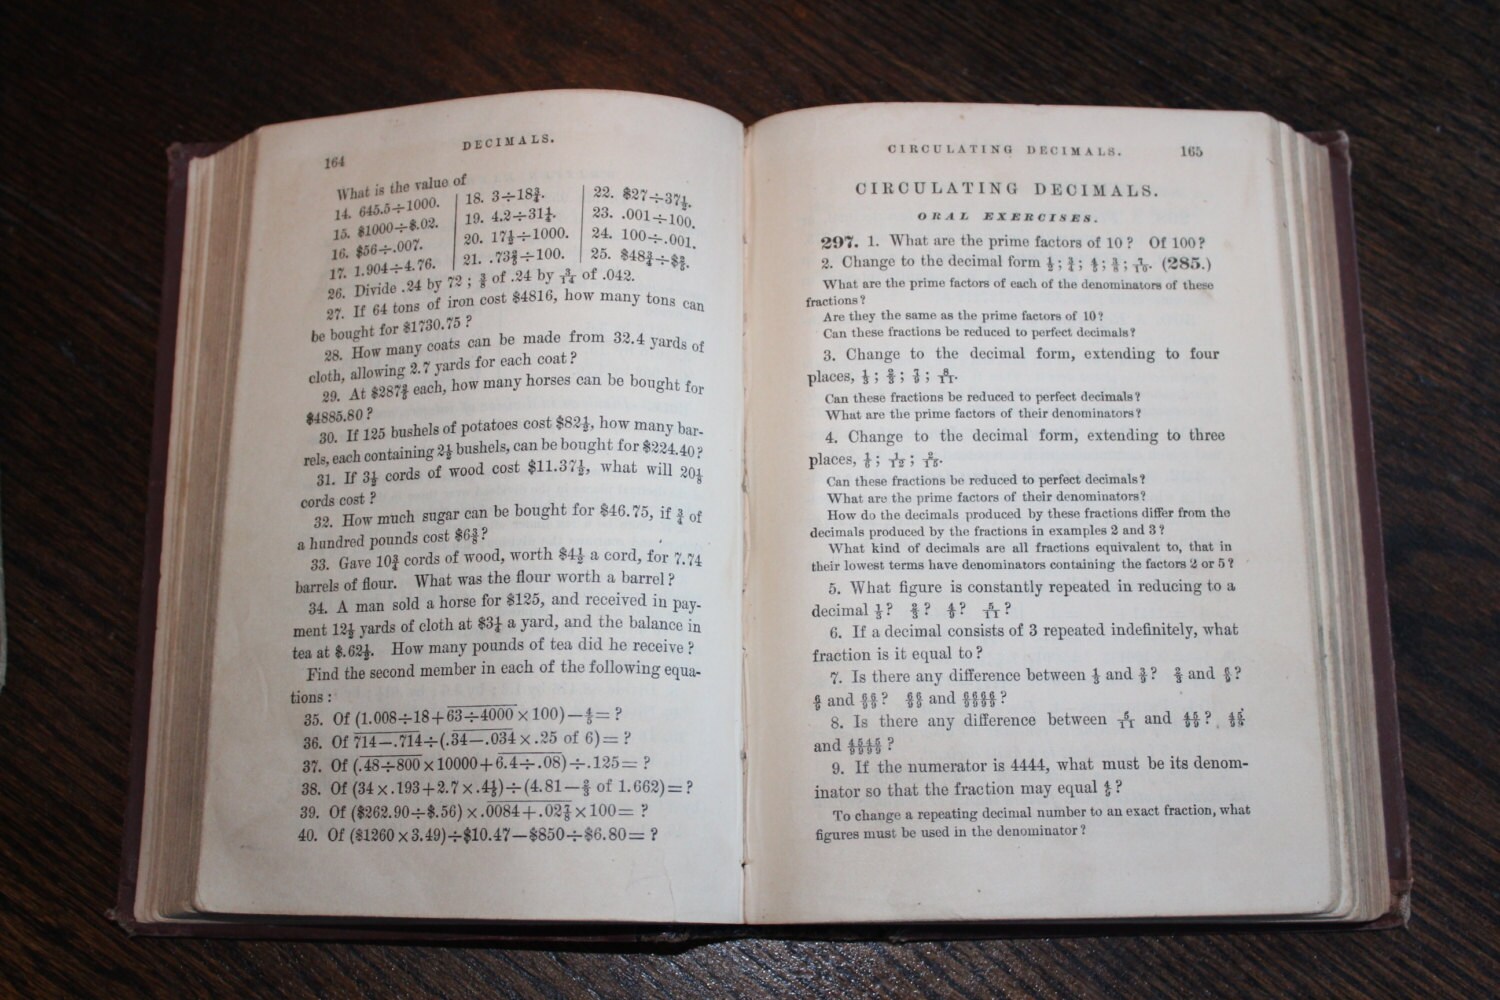 164
DECIMALS.
What is the value of
14. 645.5÷1000.
15. $1000÷$.02.
16. $56÷.007.
17. 1.904÷4.76.
18. 3÷18¾.
19. 4.2÷31¼.
20. 17½÷1000.
21. .73⅜÷100.
22. $27÷37½.
23. .001÷100.
24. 100÷.001.
25. $48¾÷$⅜.
26. Divide .24 by 72 ; ⅜ of .24 by 3/14 of .042.
27. If 64 tons of iron cost $4816, how many tons can
be bought for $1730.75 ?
28. How many coats can be made from 32.4 yards of
cloth, allowing 2.7 yards for each coat ?
29. At $287⅖ each, how many horses can be bought for
$4885.80 ?
30. If 125 bushels of potatoes cost $82½, how many bar-
rels, each containing 2½ bushels, can be bought for $224.40 ?
31. If 3½ cords of wood cost $11.37½, what will 20⅛
cords cost ?
32. How much sugar can be bought for $46.75, if ¾ of
a hundred pounds cost $6⅜ ?
33. Gave 10¾ cords of wood, worth $4½ a cord, for 7.74
barrels of flour. What was the flour worth a barrel ?
34. A man sold a horse for $125, and received in pay-
ment 12½ yards of cloth at $3¼ a yard, and the balance in
tea at $.62½. How many pounds of tea did he receive ?
Find the second member in each of the following equa-
tions :
35. Of (1.008÷18+63÷4000×100)−⅘= ?
36. Of 714−.714÷(.34−.034×.25 of 6)= ?
37. Of (.48÷800×10000+6.4÷.08)÷.125= ?
38. Of (34×.193+2.7×.4⅓)÷(4.81−⅔ of 1.662)= ?
39. Of ($262.90÷$.56)×.0084+.02⅞×100= ?
40. Of ($1260×3.49)÷$10.47−$850÷$6.80= ?
CIRCULATING DECIMALS.
165
CIRCULATING DECIMALS.
ORAL EXERCISES.
297. 1. What are the prime factors of 10 ? Of 100 ?
2. Change to the decimal form ½ ; ¾ ; ⅘ ; ⅜ ; 7/10. (285.)
What are the prime factors of each of the denominators of these
fractions ?
Are they the same as the prime factors of 10 ?
Can these fractions be reduced to perfect decimals ?
3. Change to the decimal form, extending to four
places, ⅓ ; ⅔ ; 7/9 ; 8/11.
Can these fractions be reduced to perfect decimals ?
What are the prime factors of their denominators ?
4. Change to the decimal form, extending to three
places, ⅙ ; 1/12 ; 2/15.
Can these fractions be reduced to perfect decimals ?
What are the prime factors of their denominators ?
How do the decimals produced by these fractions differ from the
decimals produced by the fractions in examples 2 and 3 ?
What kind of decimals are all fractions equivalent to, that in
their lowest terms have denominators containing the factors 2 or 5 ?
5. What figure is constantly repeated in reducing to a
decimal ⅓ ? ⅔ ? 4/9 ? 5/11 ?
6. If a decimal consists of 3 repeated indefinitely, what
fraction is it equal to ?
7. Is there any difference between ⅓ and 3/9 ? ⅔ and 6/9 ?
6/9 and 66/99 ? 66/99 and 6666/9999 ?
8. Is there any difference between 5/11 and 45/99 ? 45/99
and 4545/9999 ?
9. If the numerator is 4444, what must be its denom-
inator so that the fraction may equal 4/9 ?
To change a repeating decimal number to an exact fraction, what
figures must be used in the denominator ?